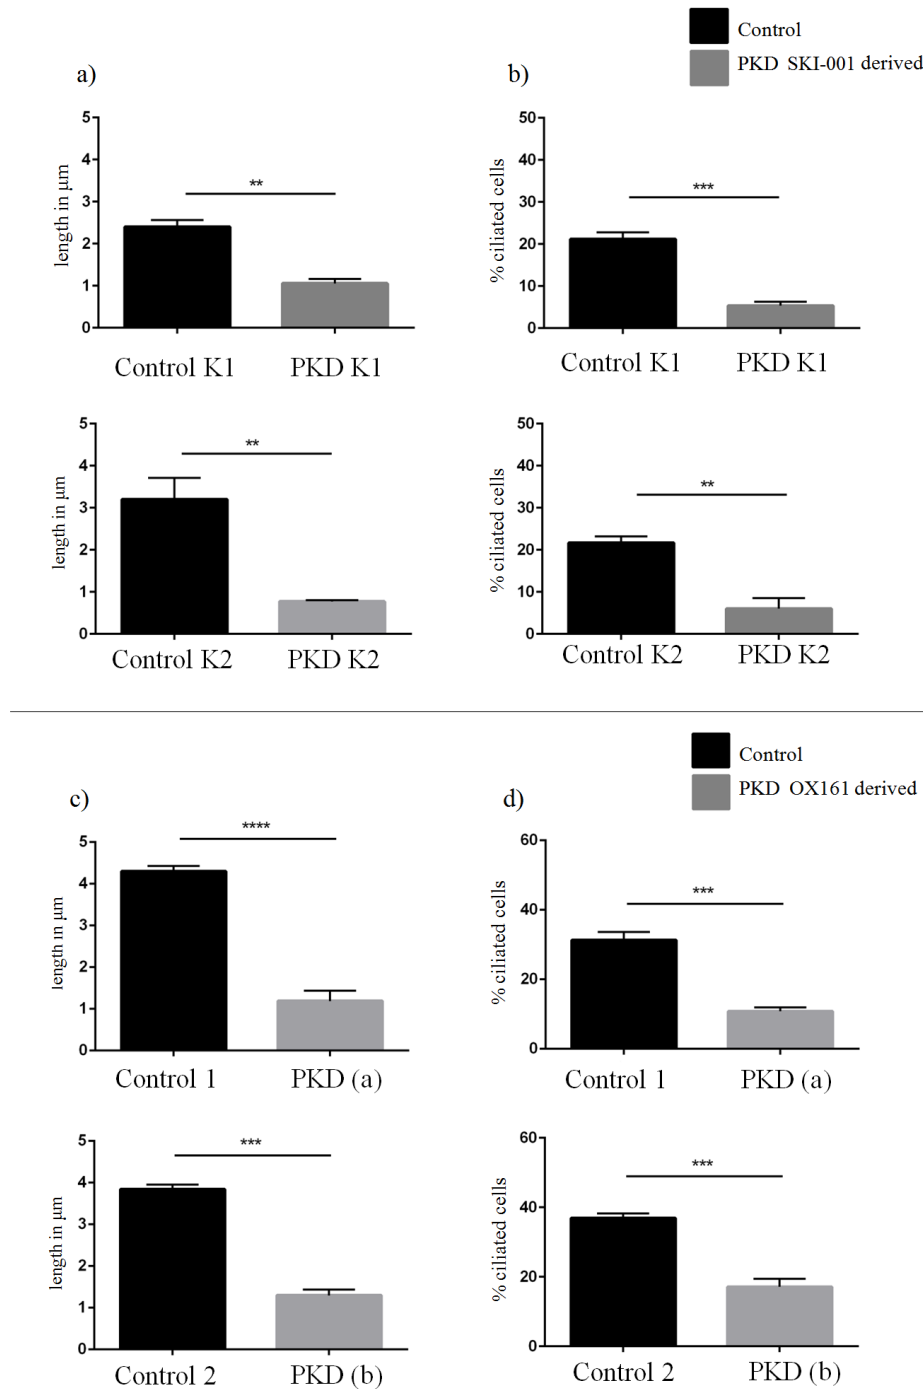 Control
PKD SKI-001 derived
a)
b)
5
4
3
2
1
0
length in µm
**
Control K1
PKD K1
50
40
30
20
10
0
% ciliated cells
***
Control K1
PKD K1
5
4
3
2
1
0
length in µm
**
Control K2
PKD K2
50
40
30
20
10
0
% ciliated cells
**
Control K2
PKD K2
Control
PKD OX161 derived
c)
d)
5
4
3
2
1
0
length in µm
****
Control 1
PKD (a)
60
40
20
0
% ciliated cells
***
Control 1
PKD (a)
5
4
3
2
1
0
length in µm
***
Control 2
PKD (b)
60
40
20
0
% ciliated cells
***
Control 2
PKD (b)